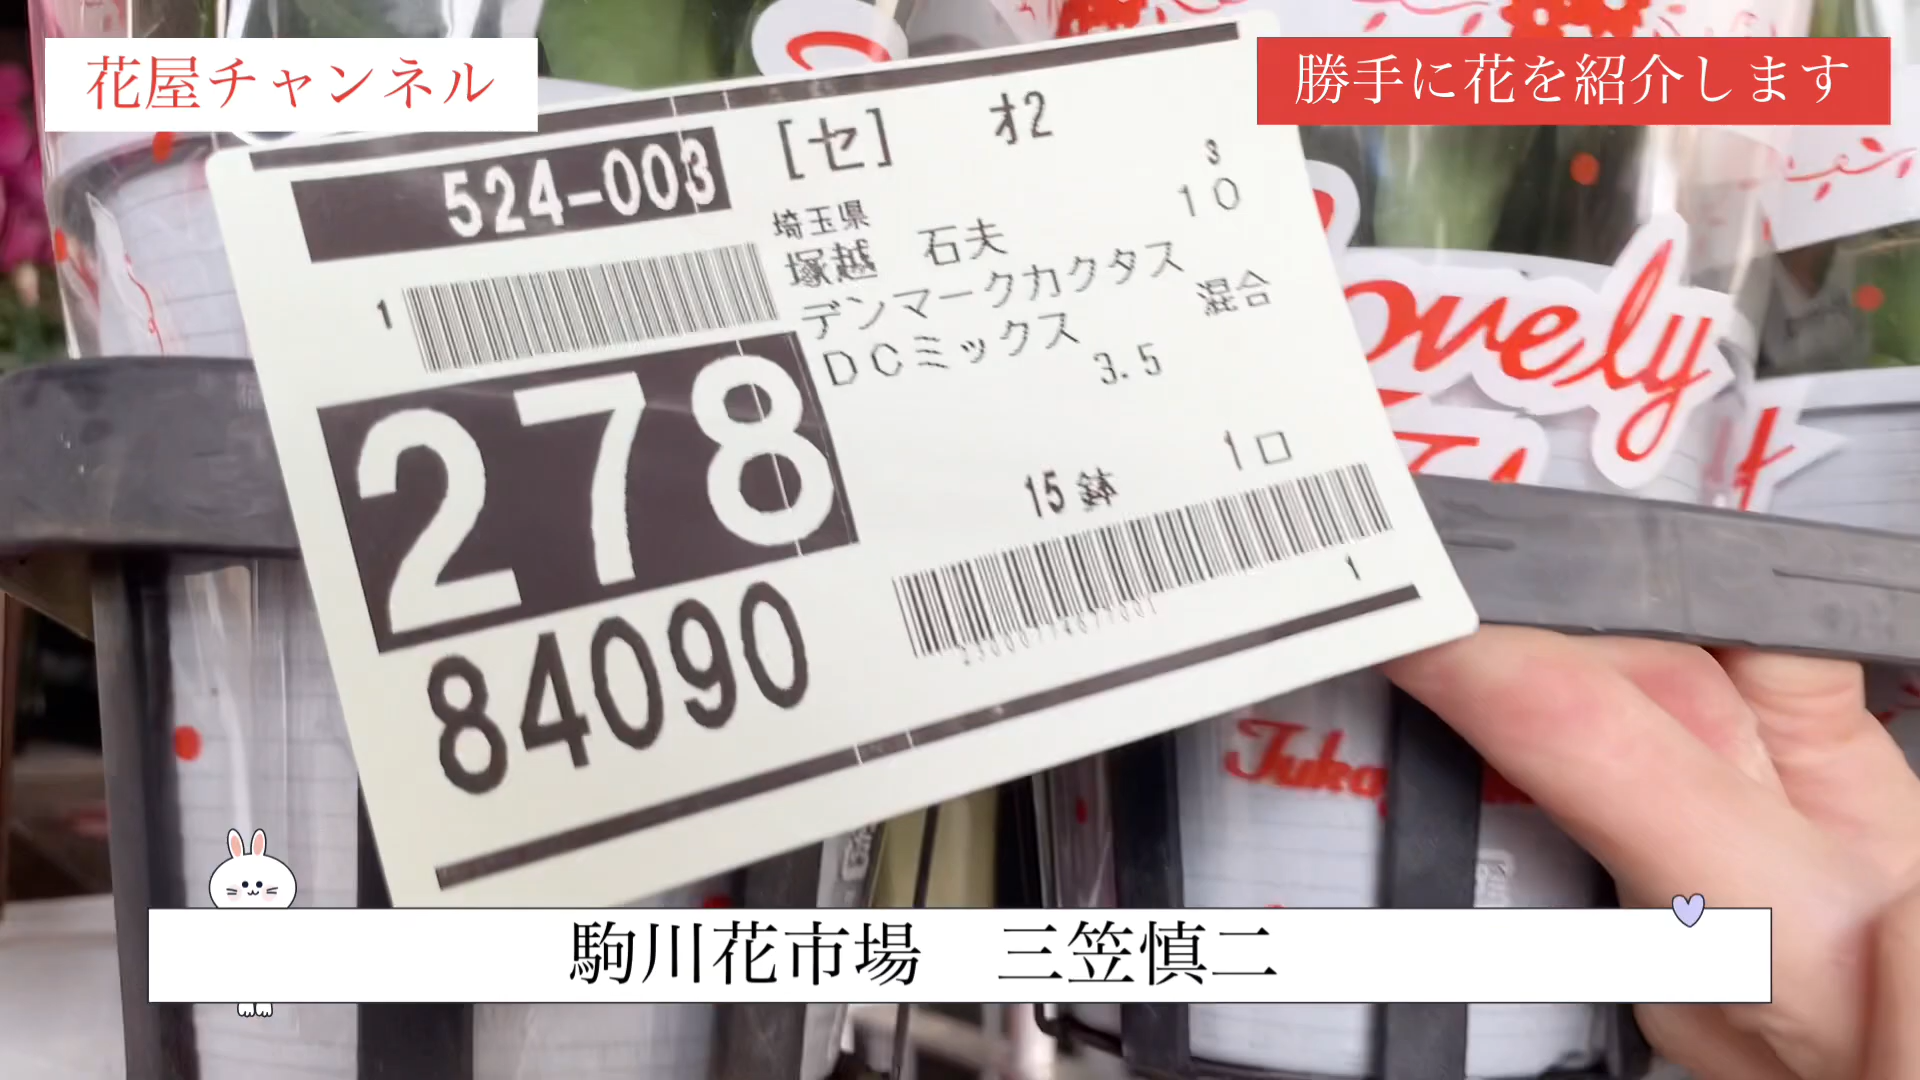 花屋チャンネル
勝手に花を紹介します
524-003
[セ]
オ2
3
埼玉県
10
塚越 石夫
1
デンマークカクタス
混合
DCミックス
3.5
278
15鉢
1口
84090
1
Lovely
駒川花市場 三笠慎二